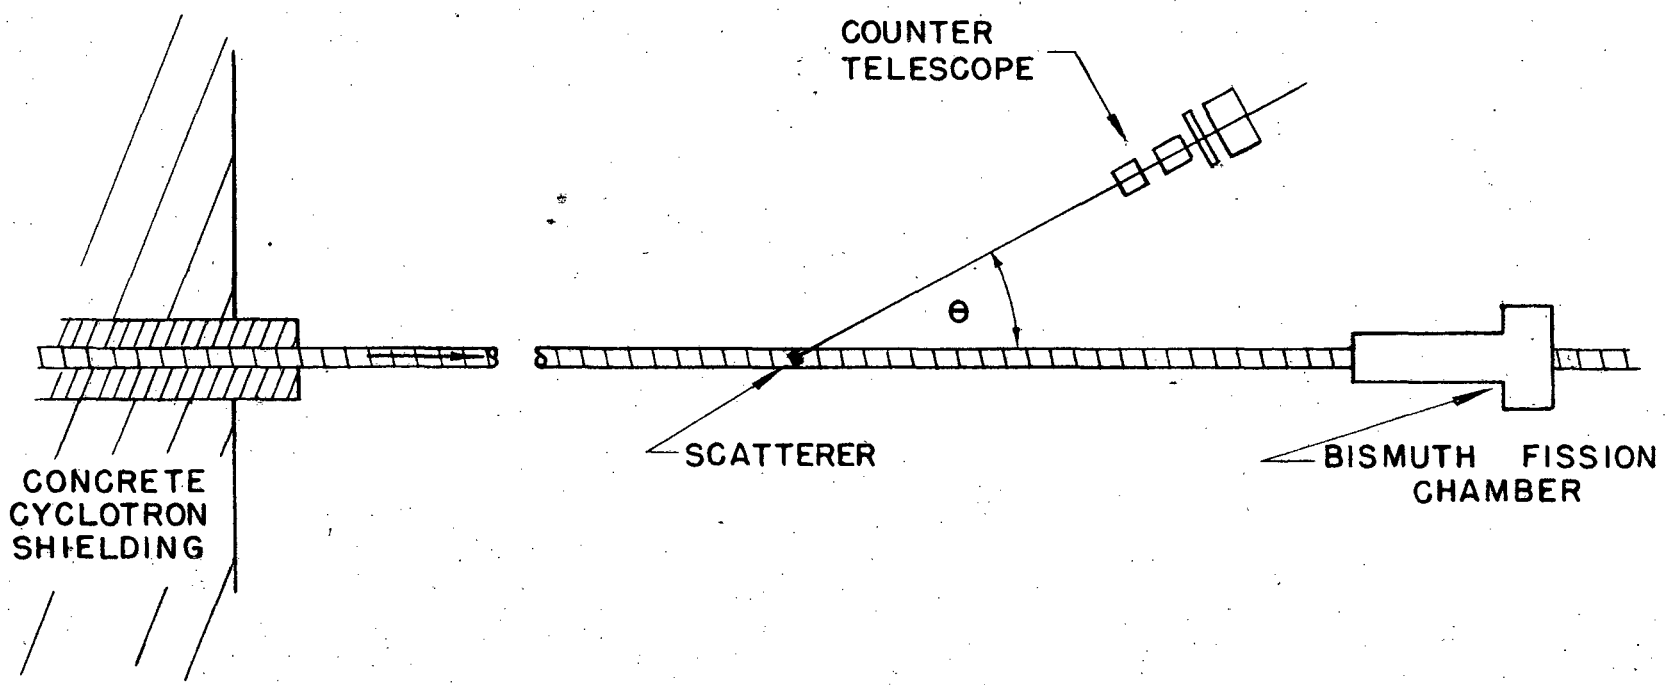 COUNTER
TELESCOPE
θ
SCATTERER
BISMUTH FISSION
CHAMBER
CONCRETE
CYCLOTRON
SHIELDING